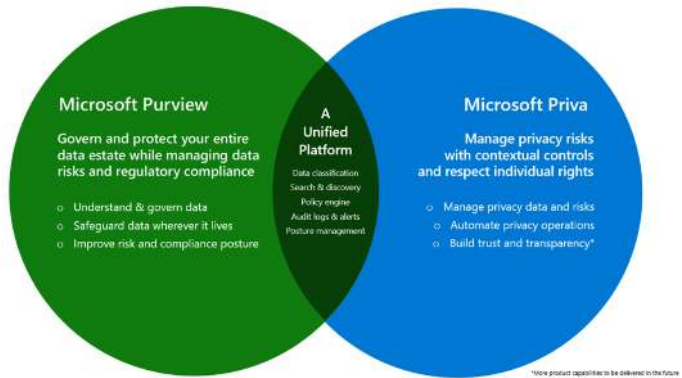 Microsoft Purview
Govern and protect your entire
data estate while managing data
risks and regulatory compliance
o Understand & govern data
o Safeguard data wherever it lives
o Improve risk and compliance posture
A
Unified
Platform
Data classification
Search & discovery
Policy engine
Audit logs & alerts
Posture management
Microsoft Priva
Manage privacy risks
with contextual controls
and respect individual rights
o Manage privacy data and risks
o Automate privacy operations
o Build trust and transparency*
*More product capabilities to be delivered in the future